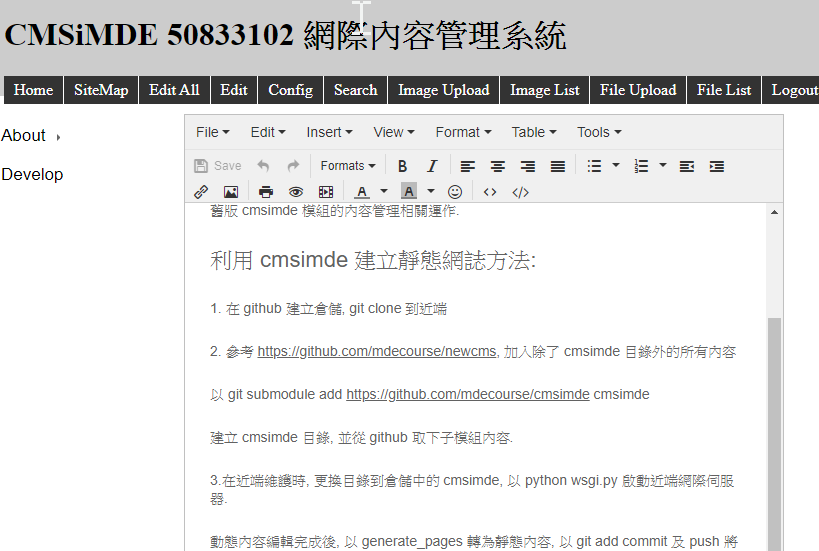 CMSiMDE 50833102 網際內容管理系統
Home SiteMap Edit All Edit Config Search Image Upload Image List File Upload File List Logout
About
Develop
File Edit Insert View Format Table Tools
Save Formats B I
A A
舊版 cmsimde 模組的內容管理相關運作.
利用 cmsimde 建立靜態網誌方法:
1. 在 github 建立倉儲, git clone 到近端
2. 參考 https://github.com/mdecourse/newcms, 加入除了 cmsimde 目錄外的所有內容
以 git submodule add https://github.com/mdecourse/cmsimde cmsimde
建立 cmsimde 目錄, 並從 github 取下子模組內容.
3.在近端維護時, 更換目錄到倉儲中的 cmsimde, 以 python wsgi.py 啟動近端網際伺服
器.
動態內容編輯完成後, 以 generate_pages 轉為靜態內容, 以 git add commit 及 push 將